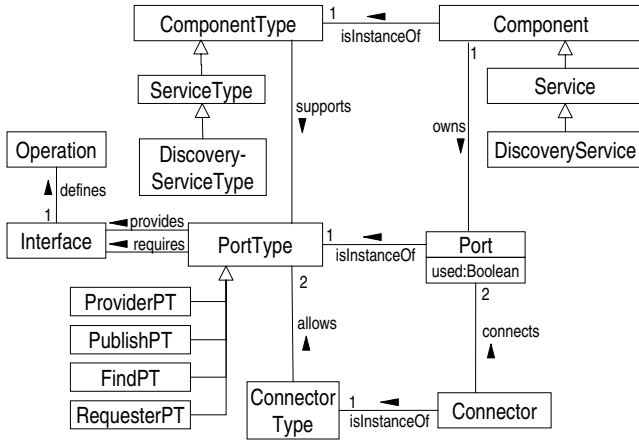 ComponentType
1
isInstanceOf
Component
1
ServiceType
Service
supports
Operation
Discovery-
ServiceType
owns
DiscoveryService
defines
1
provides
Interface
requires
PortType
1
isInstanceOf
Port
used:Boolean
2
2
ProviderPT
PublishPT
allows
connects
FindPT
RequesterPT
Connector
Type
1
isInstanceOf
Connector